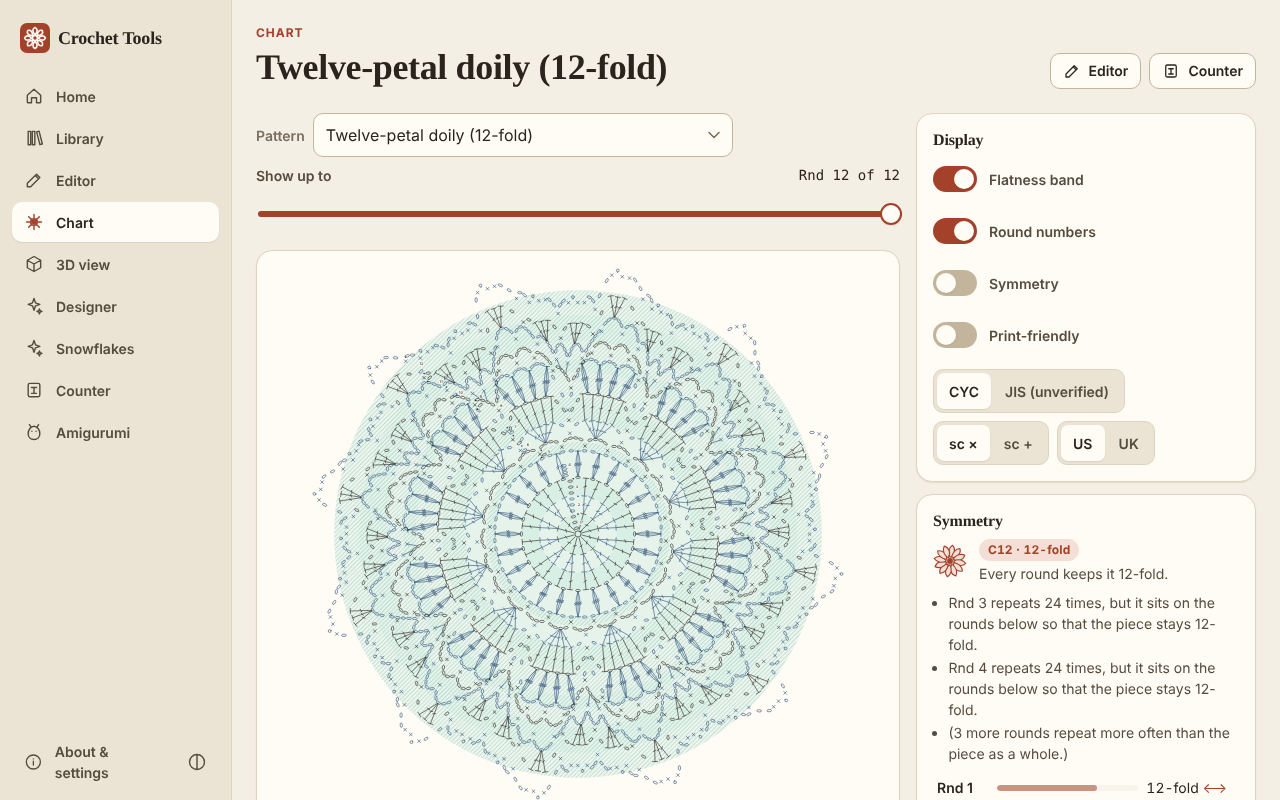 Crochet Tools
Home
Library
Editor
Chart
3D view
Designer
Snowflakes
Counter
Amigurumi
About &
settings
CHART
Twelve-petal doily (12-fold)
Editor
Counter
Pattern
Twelve-petal doily (12-fold)
Show up to
Rnd 12 of 12
Display
Flatness band
Round numbers
Symmetry
Print-friendly
CYC
JIS (unverified)
sc ×
sc +
US
UK
Symmetry
C12 · 12-fold
Every round keeps it 12-fold.
Rnd 3 repeats 24 times, but it sits on the
rounds below so that the piece stays 12-
fold.
Rnd 4 repeats 24 times, but it sits on the
rounds below so that the piece stays 12-
fold.
(3 more rounds repeat more often than the
piece as a whole.)
Rnd 1
12-fold